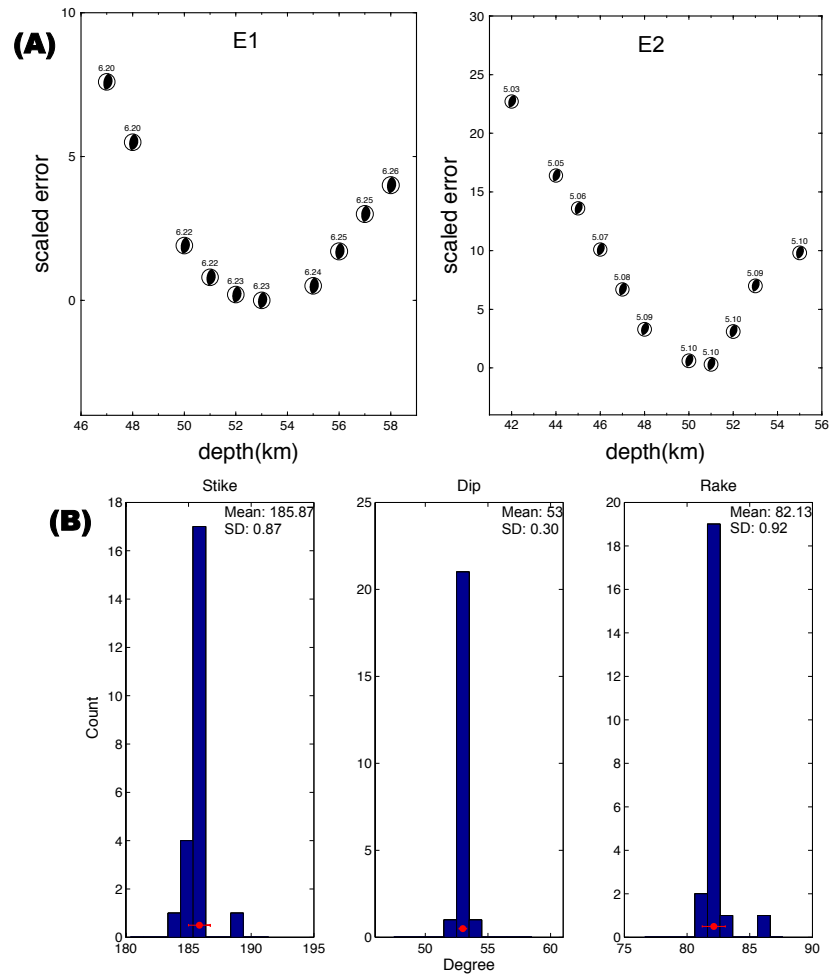 (A)
E1
10
5
0
scaled error
6.20
6.20
6.22
6.22
6.23
6.23
6.24
6.25
6.25
6.26
46 48 50 52 54 56 58
depth(km)
E2
30
25
20
15
10
5
0
scaled error
5.03
5.05
5.06
5.07
5.08
5.09
5.10
5.10
5.10
5.09
5.10
42 44 46 48 50 52 54 56
depth(km)
(B)
Stike
Mean: 185.87
SD: 0.87
18
16
14
12
10
8
6
4
2
0
Count
180 185 190 195
Dip
Mean: 53
SD: 0.30
25
20
15
10
5
0
50 55 60
Degree
Rake
Mean: 82.13
SD: 0.92
20
18
16
14
12
10
8
6
4
2
0
75 80 85 90